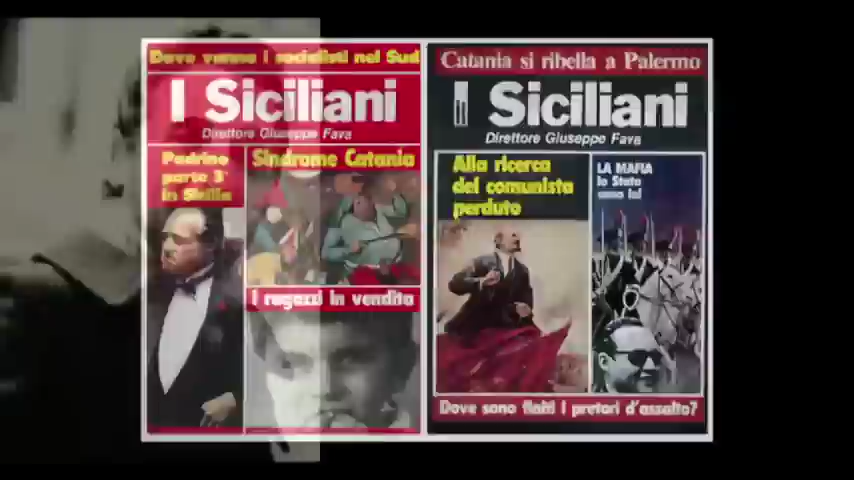 Dove vanno i socialisti nel Sud
I Siciliani
Direttore Giuseppe Fava
Padrino
parte 3ª
in Sicilia
Sindrome Catania
I ragazzi in vendita
Catania si ribella a Palermo
I Siciliani
Direttore Giuseppe Fava
Alla ricerca
del comunista
perduto
LA MAFIA
lo Stato
sono io!
Dove sono finiti i pretori d'assalto?